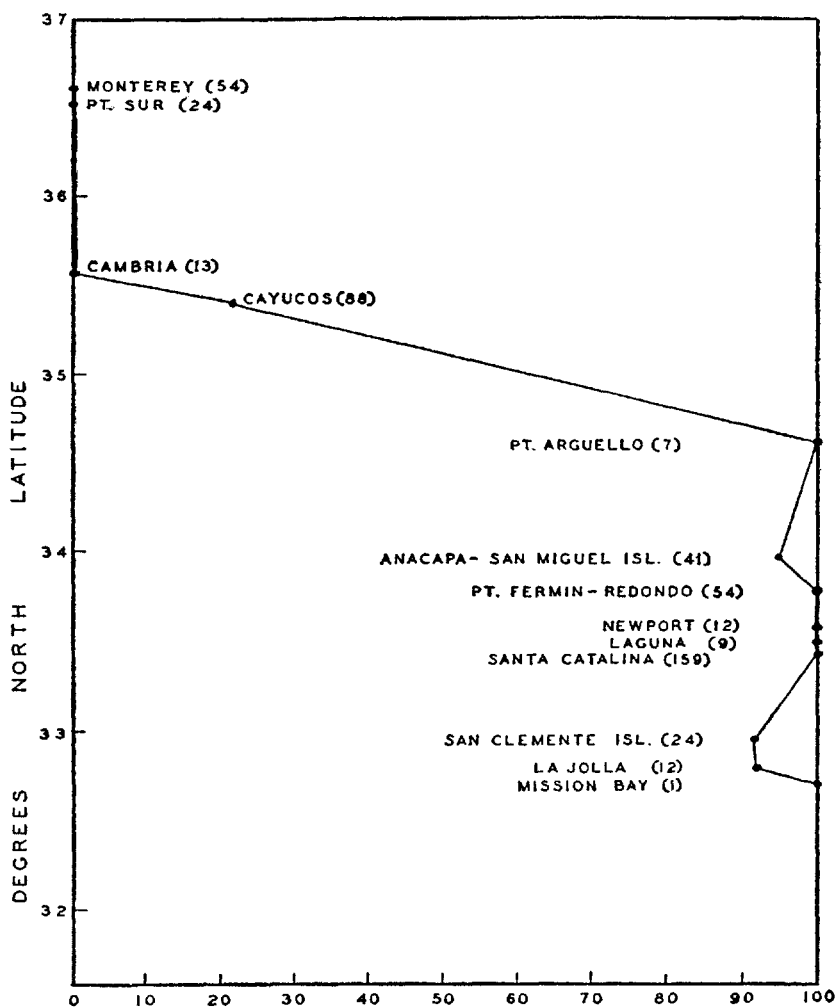 37
MONTEREY (54)
PT. SUR (24)
36
CAMBRIA (13)
CAYUCOS (88)
35
PT. ARGUELLO (7)
ANACAPA- SAN MIGUEL ISL. (41)
34
PT. FERMIN-REDONDO (54)
NEWPORT (12)
LAGUNA (9)
SANTA CATALINA (159)
33
SAN CLEMENTE ISL. (24)
LA JOLLA (12)
MISSION BAY (1)
32
DEGREES NORTH LATITUDE
0 10 20 30 40 50 60 70 80 90 100